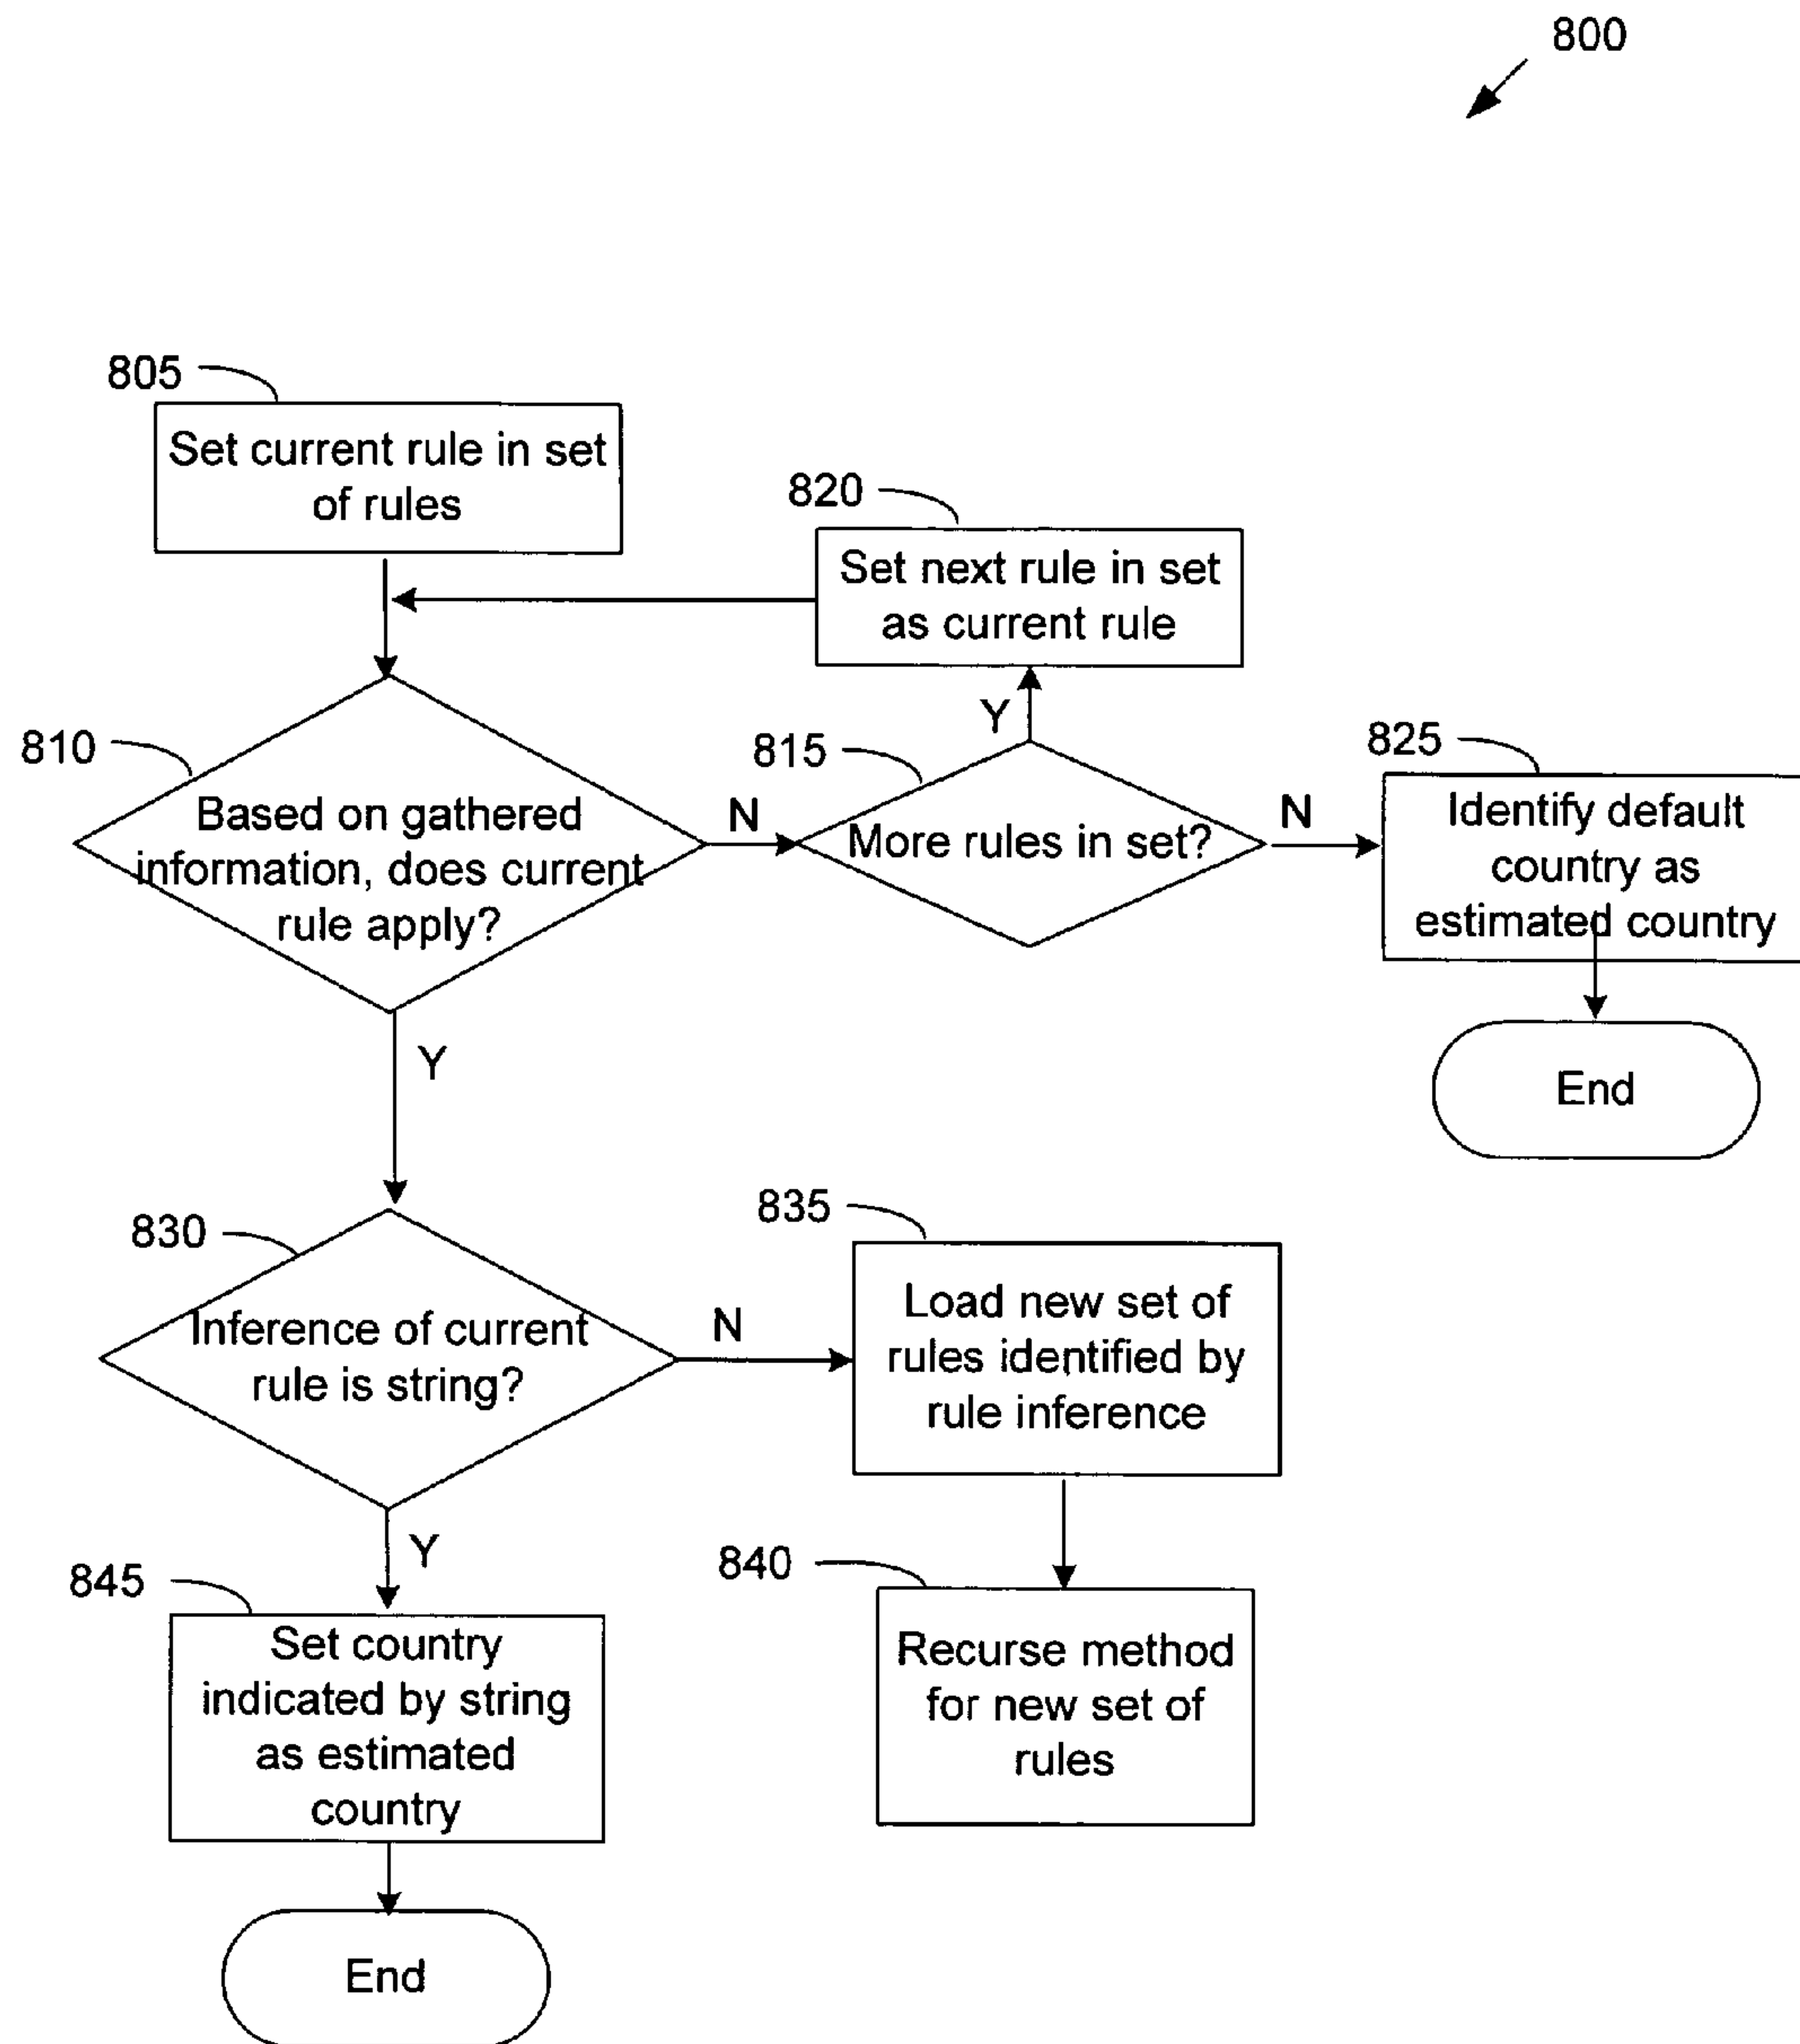 800
805
Set current rule in set
of rules
820
Set next rule in set
as current rule
810
Based on gathered
information, does current
rule apply?
N
815
More rules in set?
Y
N
825
Identify default
country as
estimated country
End
Y
830
Inference of current
rule is string?
N
835
Load new set of
rules identified by
rule inference
840
Recurse method
for new set of
rules
Y
845
Set country
indicated by string
as estimated
country
End